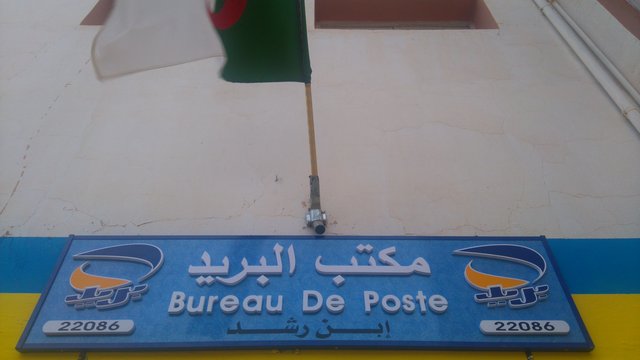 مكتب البريد
Bureau De Poste
إبن رشد
بريد 22086
بريد 22086